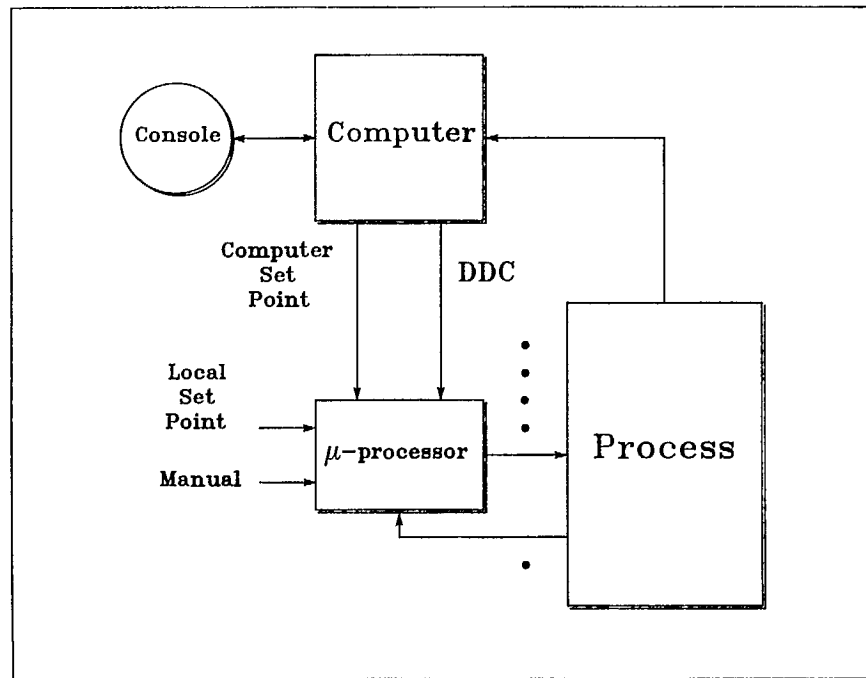 Console
Computer
Computer
Set
Point
DDC
Local
Set
Point
Manual
μ-processor
Process